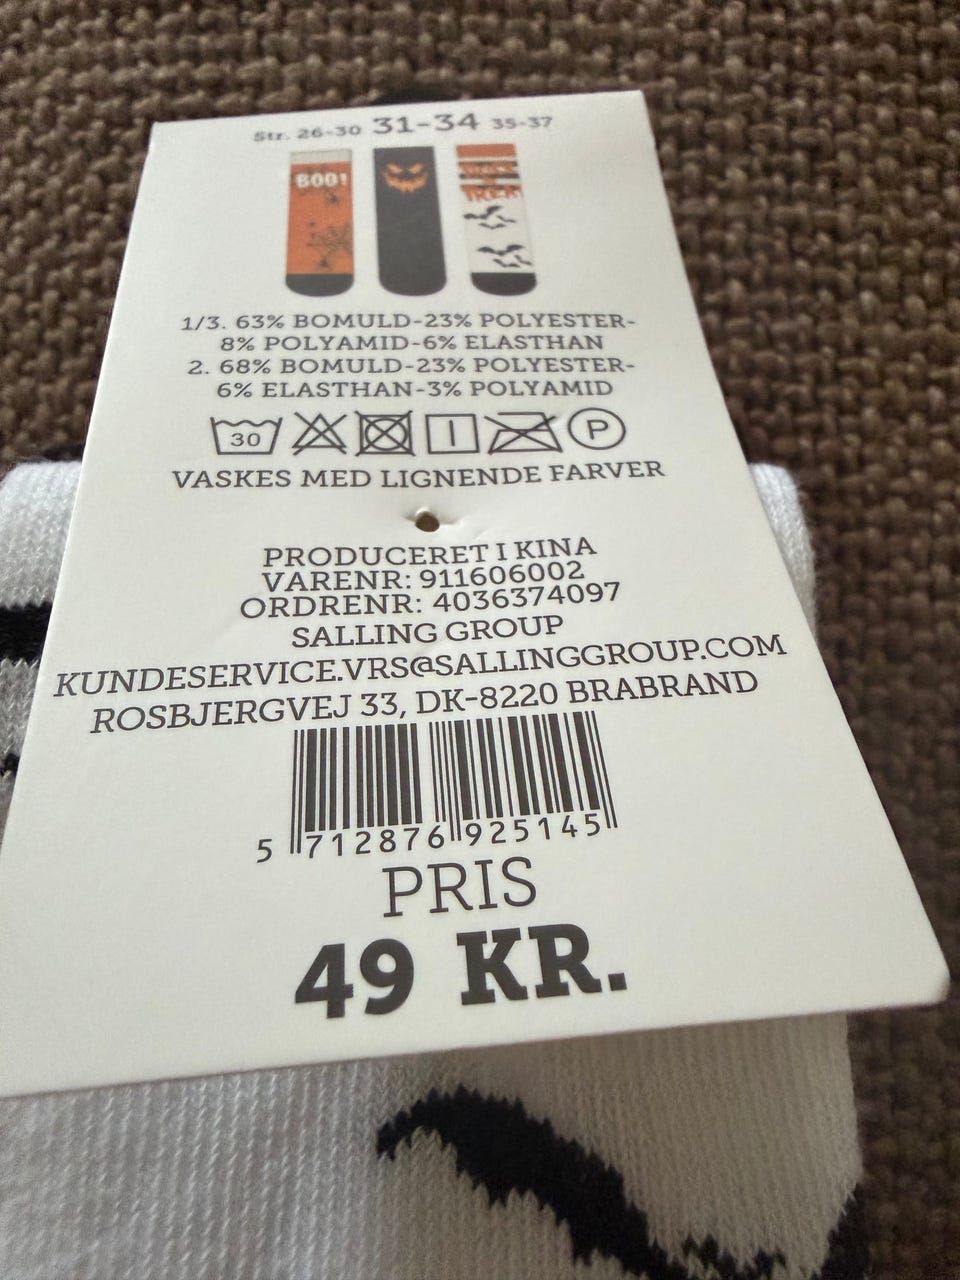 Str. 26-30 31-34 35-37
BOO!
TREAT
1/3. 63% BOMULD-23% POLYESTER-
8% POLYAMID-6% ELASTHAN
2. 68% BOMULD-23% POLYESTER-
6% ELASTHAN-3% POLYAMID
30 P
VASKES MED LIGNENDE FARVER
PRODUCERET I KINA
VARENR: 911606002
ORDRENR: 4036374097
SALLING GROUP
KUNDESERVICE.VRS@SALLINGGROUP.COM
ROSBJERGVEJ 33, DK-8220 BRABRAND
5 712876 925145
PRIS
49 KR.